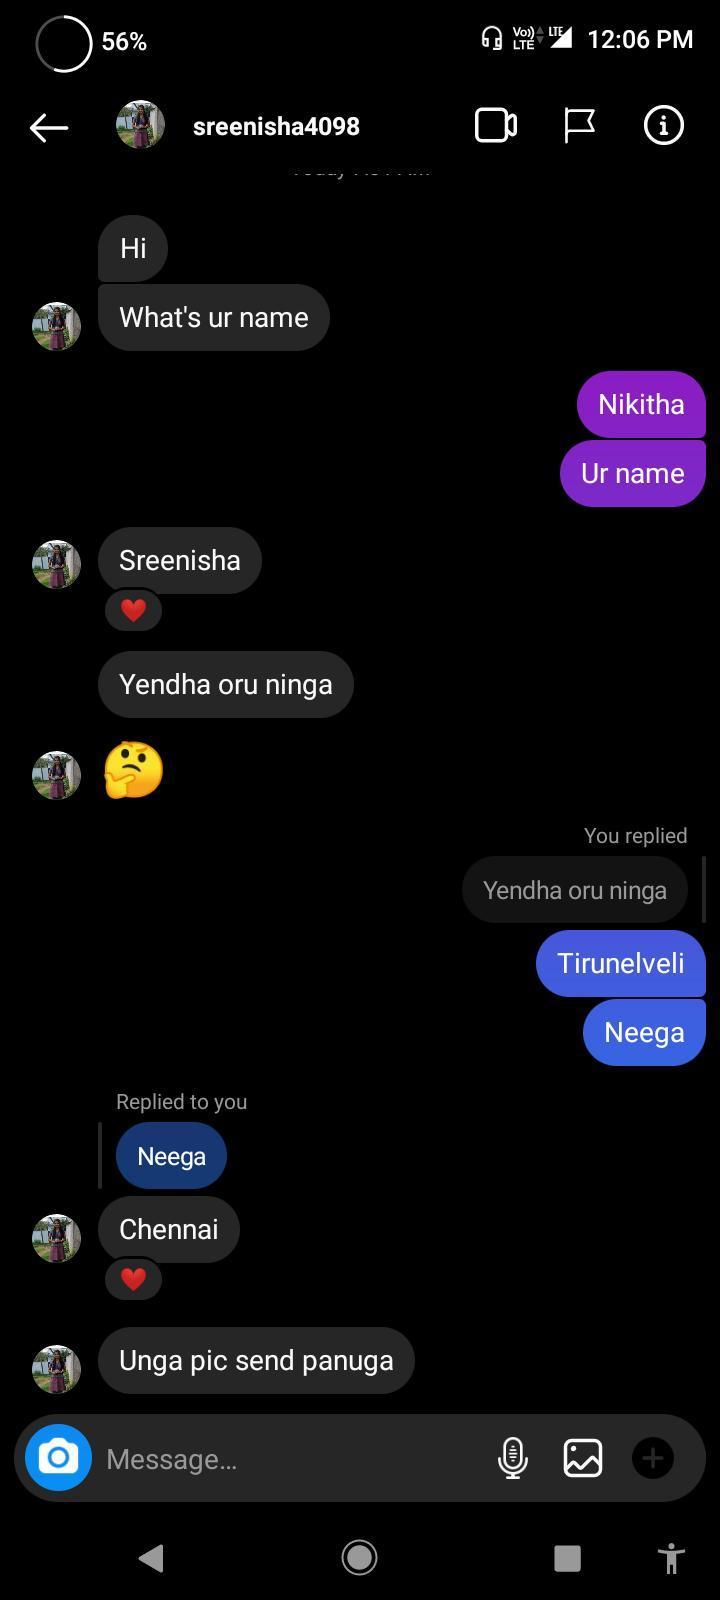 56%
Vo)) LTE LTE 12:06 PM
sreenisha4098
Hi
What's ur name
Nikitha
Ur name
Sreenisha
Yendha oru ninga
You replied
Yendha oru ninga
Tirunelveli
Neega
Replied to you
Neega
Chennai
Unga pic send panuga
Message...